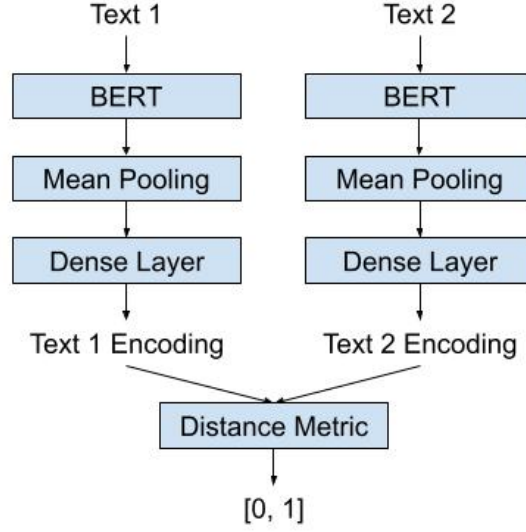 Text 1 Text 2
BERT BERT
Mean Pooling Mean Pooling
Dense Layer Dense Layer
Text 1 Encoding Text 2 Encoding
Distance Metric
[0, 1]